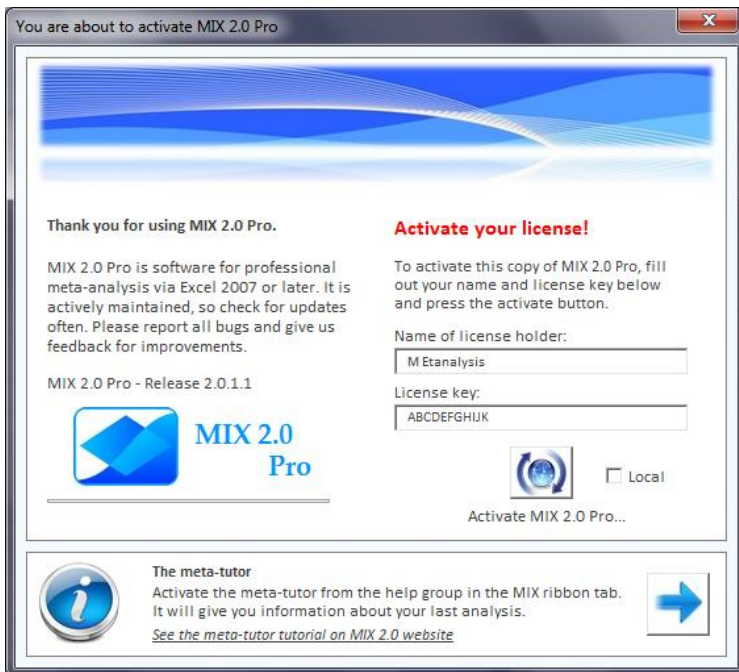 You are about to activate MIX 2.0 Pro
Thank you for using MIX 2.0 Pro.
MIX 2.0 Pro is software for professional
meta-analysis via Excel 2007 or later. It is
actively maintained, so check for updates
often. Please report all bugs and give us
feedback for improvements.
MIX 2.0 Pro - Release 2.0.1.1
MIX 2.0
Pro
Activate your license!
To activate this copy of MIX 2.0 Pro, fill
out your name and license key below
and press the activate button.
Name of license holder:
M Etanalysis
License key:
ABCDEFGHIJK
Local
Activate MIX 2.0 Pro...
The meta-tutor
Activate the meta-tutor from the help group in the MIX ribbon tab.
It will give you information about your last analysis.
See the meta-tutor tutorial on MIX 2.0 website